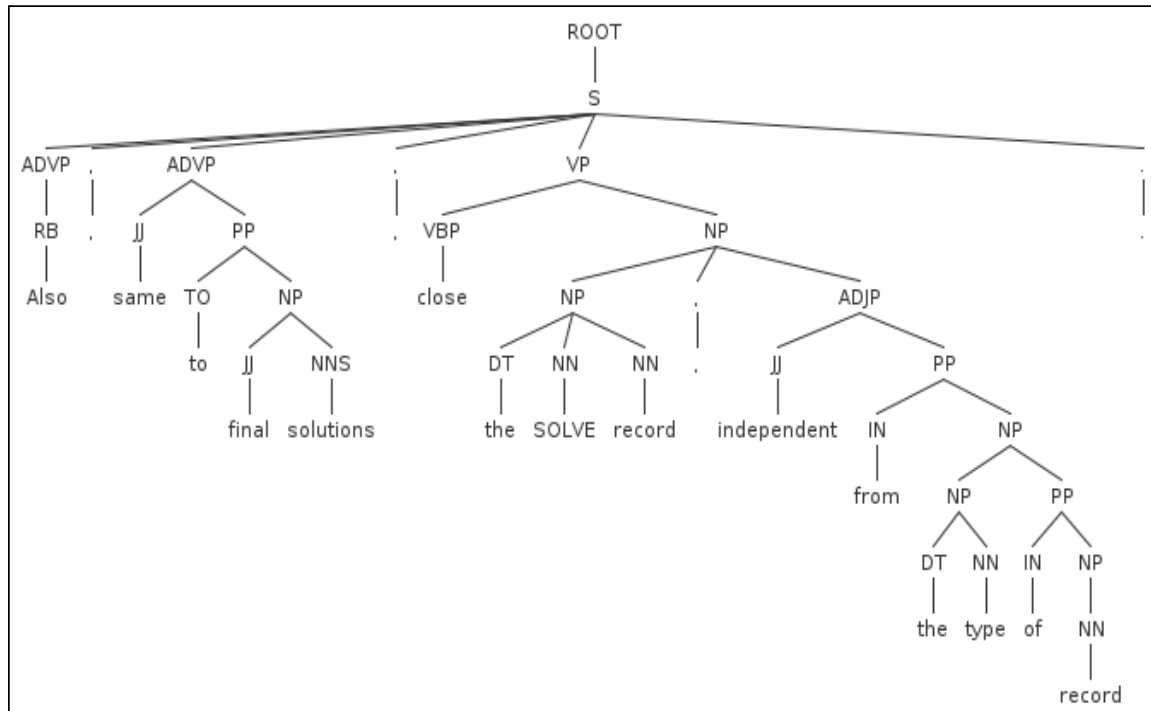 ROOT
S
ADVP , ADVP , VP .
RB , JJ PP , VBP NP .
Also same TO NP close NP , ADJP
to JJ NNS DT NN NN , JJ PP
final solutions the SOLVE record independent IN NP
from NP PP
DT NN IN NP
the type of NN
record